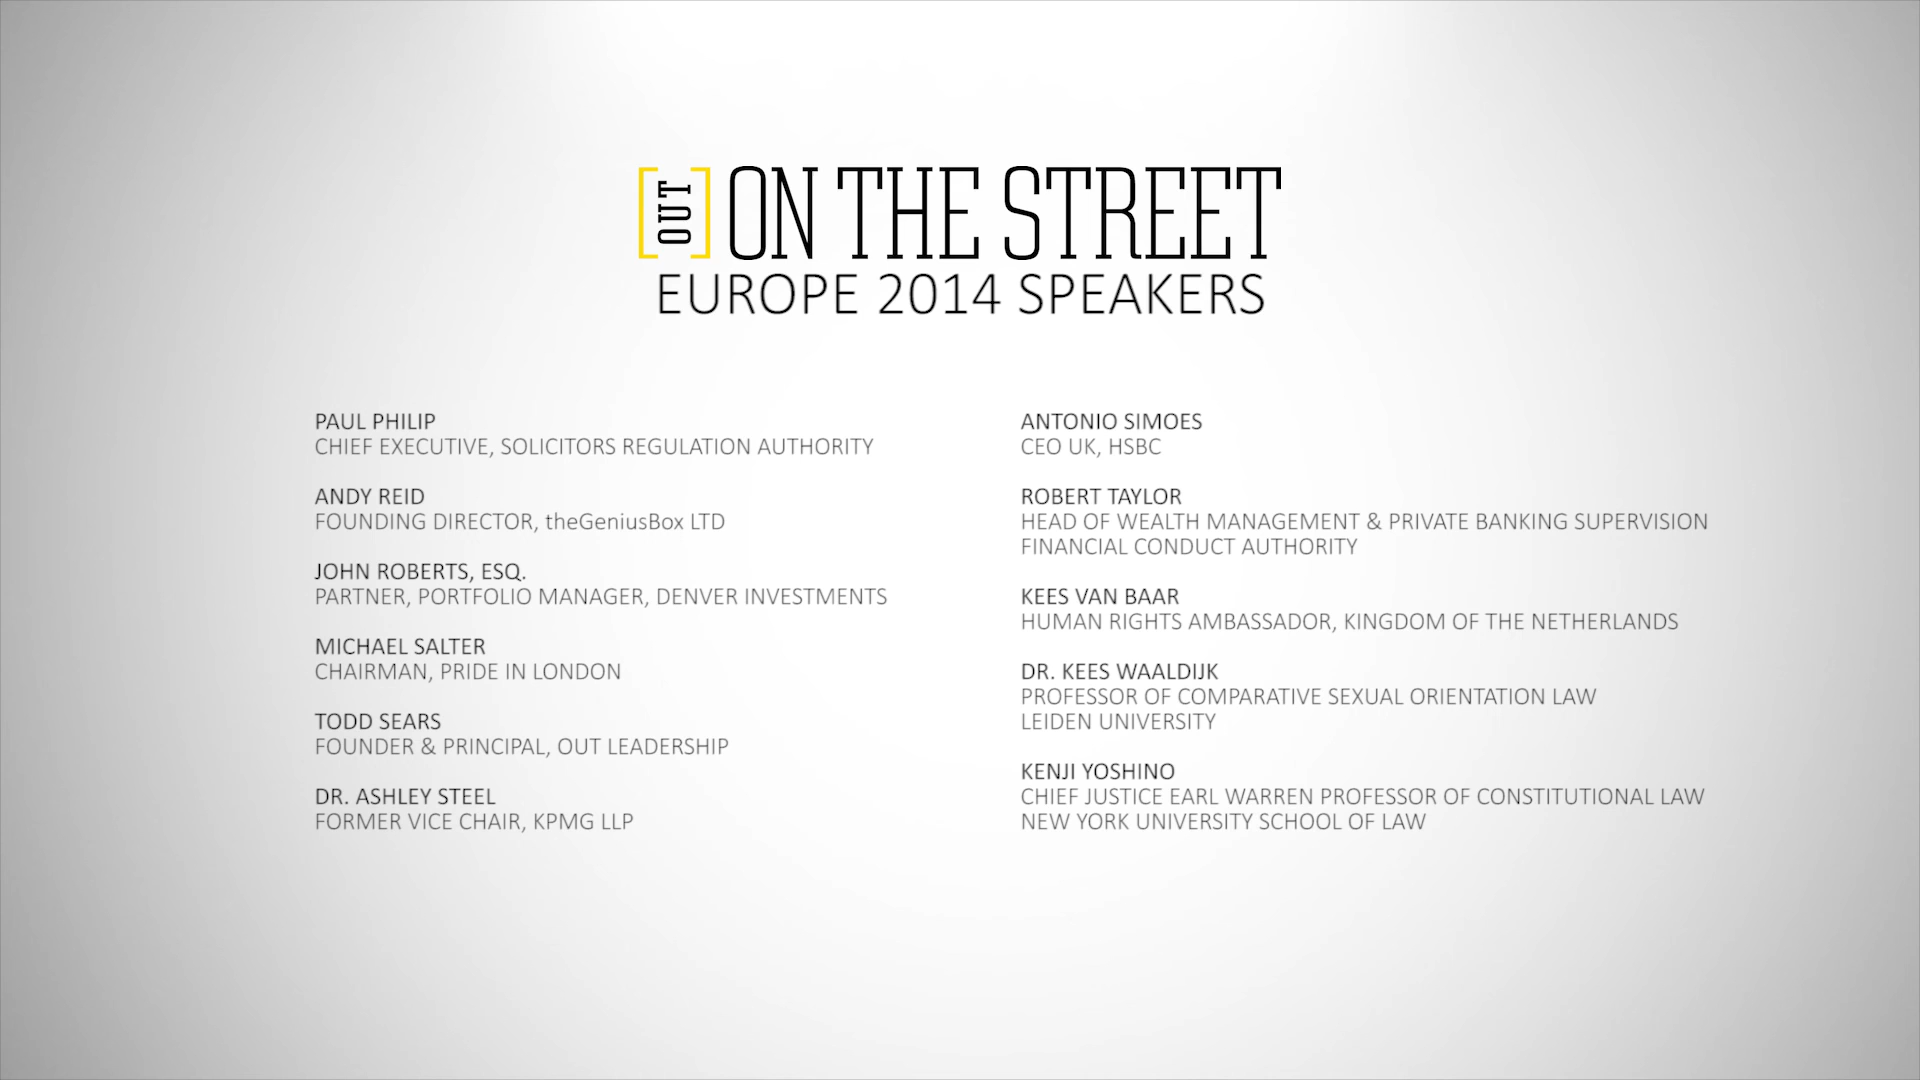 [OUT] ON THE STREET
EUROPE 2014 SPEAKERS
PAUL PHILIP
CHIEF EXECUTIVE, SOLICITORS REGULATION AUTHORITY
ANDY REID
FOUNDING DIRECTOR, theGeniusBox LTD
JOHN ROBERTS, ESQ.
PARTNER, PORTFOLIO MANAGER, DENVER INVESTMENTS
MICHAEL SALTER
CHAIRMAN, PRIDE IN LONDON
TODD SEARS
FOUNDER & PRINCIPAL, OUT LEADERSHIP
DR. ASHLEY STEEL
FORMER VICE CHAIR, KPMG LLP
ANTONIO SIMOES
CEO UK, HSBC
ROBERT TAYLOR
HEAD OF WEALTH MANAGEMENT & PRIVATE BANKING SUPERVISION
FINANCIAL CONDUCT AUTHORITY
KEES VAN BAAR
HUMAN RIGHTS AMBASSADOR, KINGDOM OF THE NETHERLANDS
DR. KEES WAALDIJK
PROFESSOR OF COMPARATIVE SEXUAL ORIENTATION LAW
LEIDEN UNIVERSITY
KENJI YOSHINO
CHIEF JUSTICE EARL WARREN PROFESSOR OF CONSTITUTIONAL LAW
NEW YORK UNIVERSITY SCHOOL OF LAW